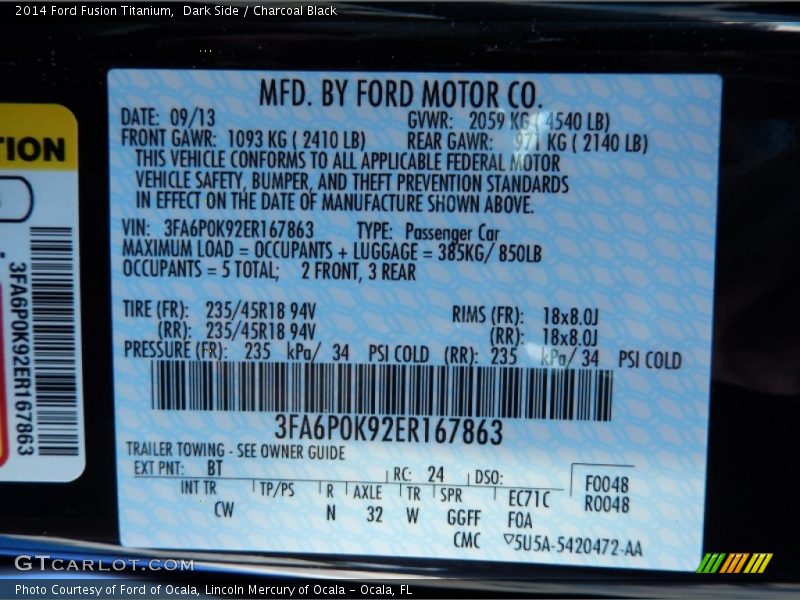 2014 Ford Fusion Titanium,  Dark Side / Charcoal Black
MFD. BY FORD MOTOR CO.
DATE: 09/13 GVWR: 2059 KG ( 4540 LB)
FRONT GAWR: 1093 KG ( 2410 LB) REAR GAWR: 971 KG ( 2140 LB)
THIS VEHICLE CONFORMS TO ALL APPLICABLE FEDERAL MOTOR
VEHICLE SAFETY, BUMPER, AND THEFT PREVENTION STANDARDS
IN EFFECT ON THE DATE OF MANUFACTURE SHOWN ABOVE.
VIN: 3FA6P0K92ER167863 TYPE: Passenger Car
MAXIMUM LOAD = OCCUPANTS + LUGGAGE = 385KG/ 850LB
OCCUPANTS = 5 TOTAL; 2 FRONT, 3 REAR
TIRE (FR): 235/45R18 94V RIMS (FR): 18x8.0J
(RR): 235/45R18 94V (RR): 18x8.0J
PRESSURE (FR): 235 kPa/ 34 PSI COLD (RR): 235 kPa/ 34 PSI COLD
3FA6P0K92ER167863
TRAILER TOWING - SEE OWNER GUIDE
EXT PNT: BT RC: 24 DSO: F0048
INT TR TP/PS R AXLE TR SPR EC71C R0048
CW N 32 W GGFF FOA
CMC ▽5U5A-5420472-AA
TION
3FA6P0K92ER167863
GTCARLOT.COM
Photo Courtesy of Ford of Ocala, Lincoln Mercury of Ocala - Ocala, FL